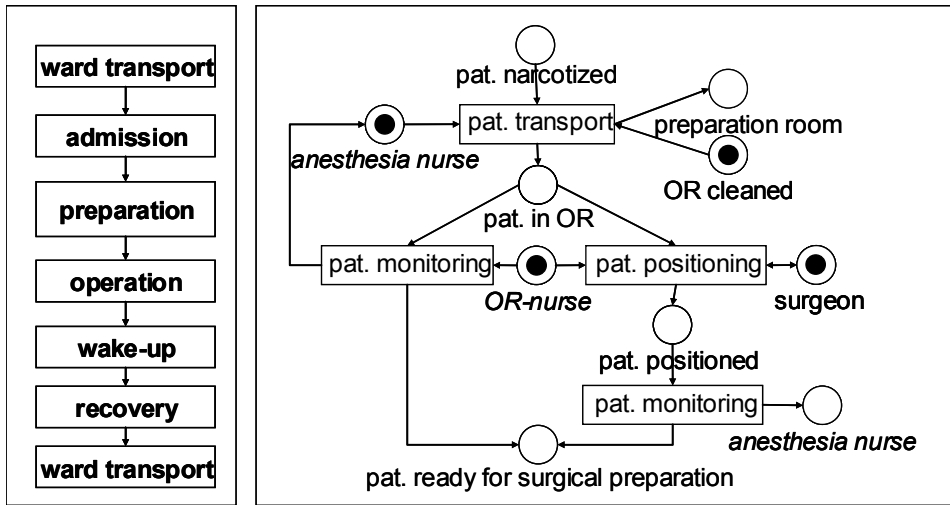 ward transport
admission
preparation
operation
wake-up
recovery
ward transport
pat. narcotized
pat. transport
preparation room
anesthesia nurse
OR cleaned
pat. in OR
pat. monitoring
pat. positioning
OR-nurse
surgeon
pat. positioned
pat. monitoring
anesthesia nurse
pat. ready for surgical preparation